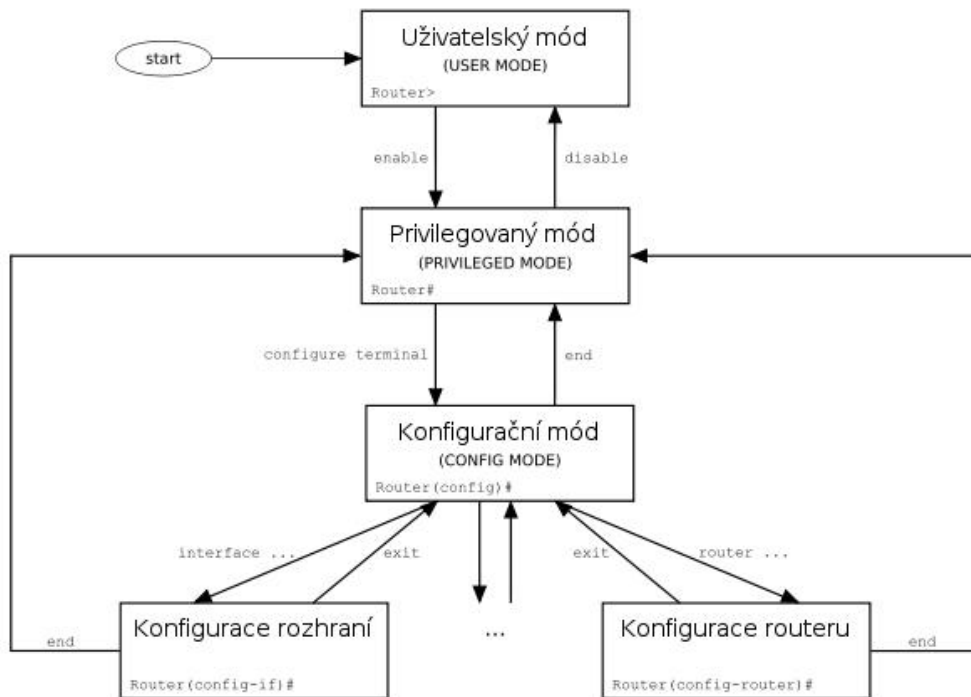 start
Uživatelský mód
(USER MODE)
Router>
enable
disable
Privilegovaný mód
(PRIVILEGED MODE)
Router#
configure terminal
end
Konfigurační mód
(CONFIG MODE)
Router(config)#
interface ...
exit
exit
router ...
Konfigurace rozhraní
...
Konfigurace routeru
end
end
Router(config-if)#
Router(config-router)#